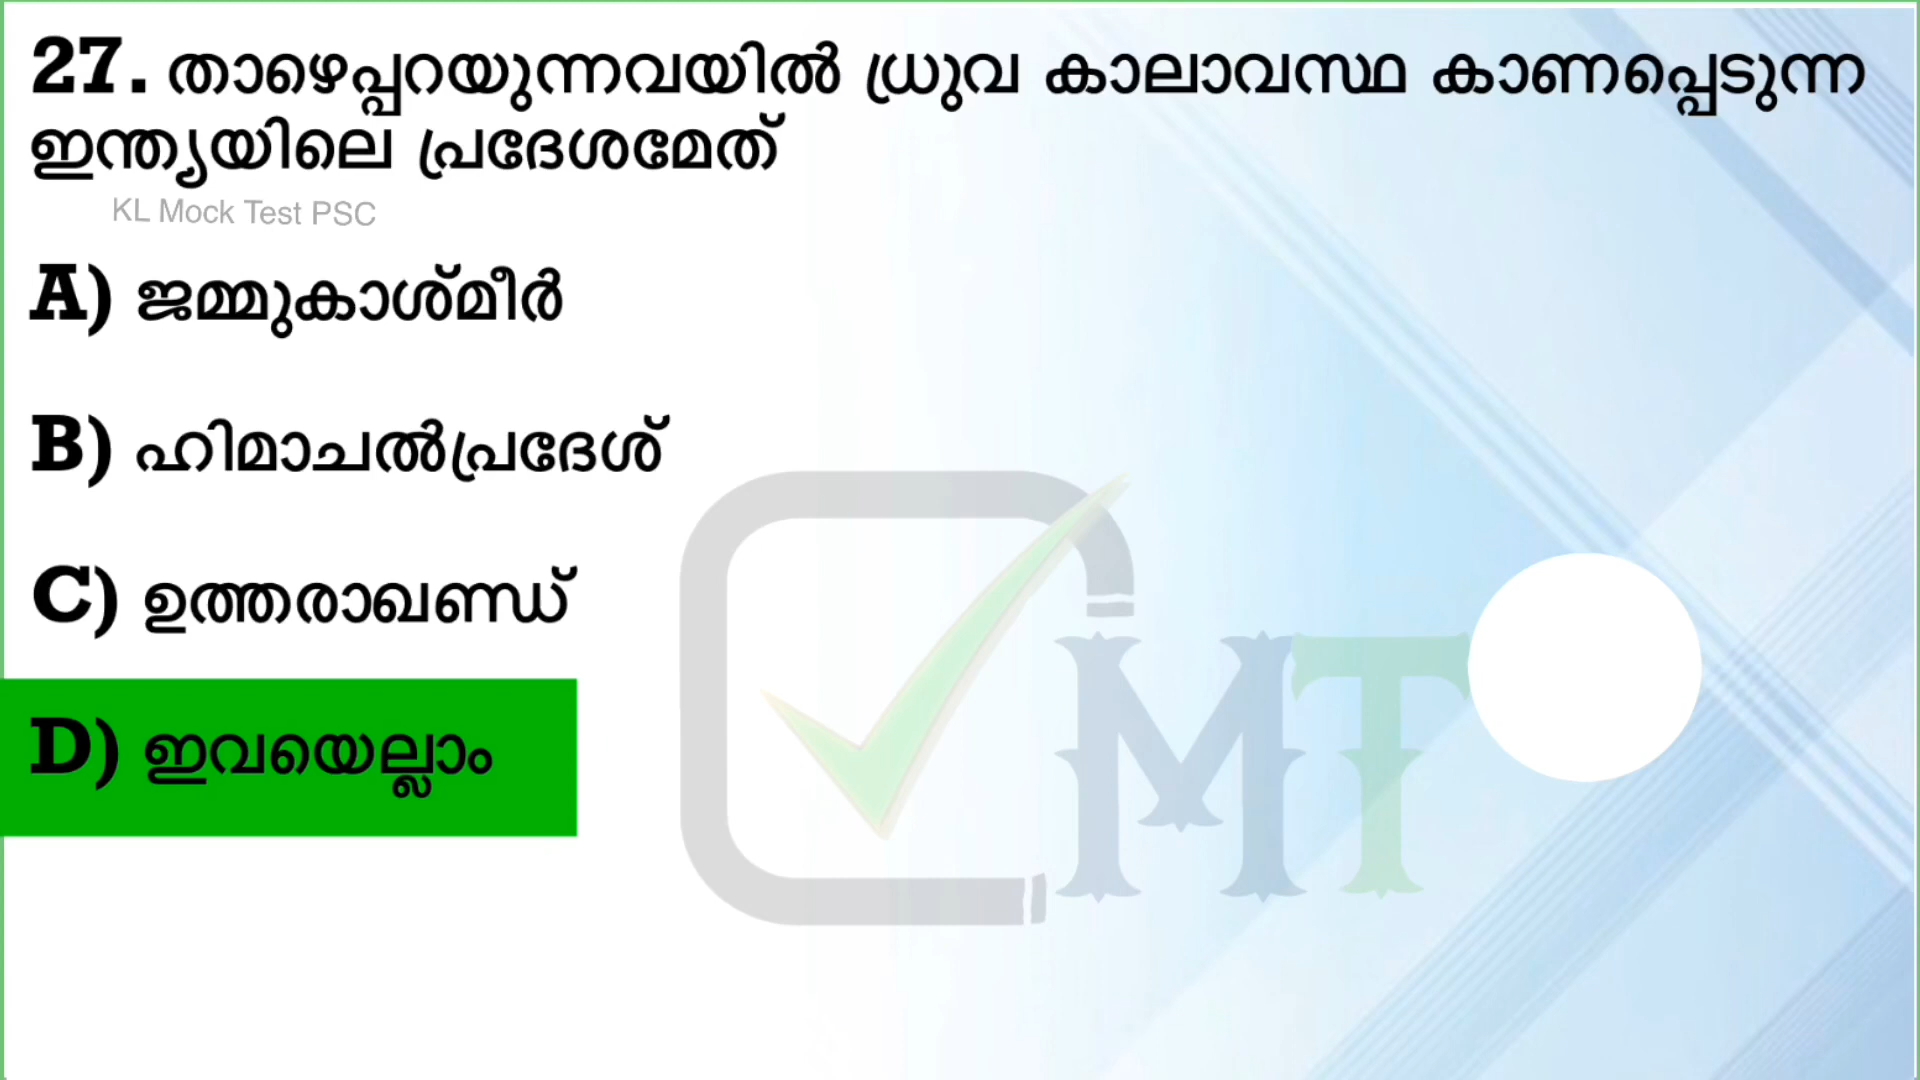 27. താഴെപ്പറയുന്നവയിൽ ധ്രുവ കാലാവസ്ഥ കാണപ്പെടുന്ന
ഇന്ത്യയിലെ പ്രദേശമേത്
KL Mock Test PSC
A) ജമ്മുകാശ്മീർ
B) ഹിമാചൽപ്രദേശ്
C) ഉത്തരാഖണ്ഡ്
D) ഇവയെല്ലാം
MT